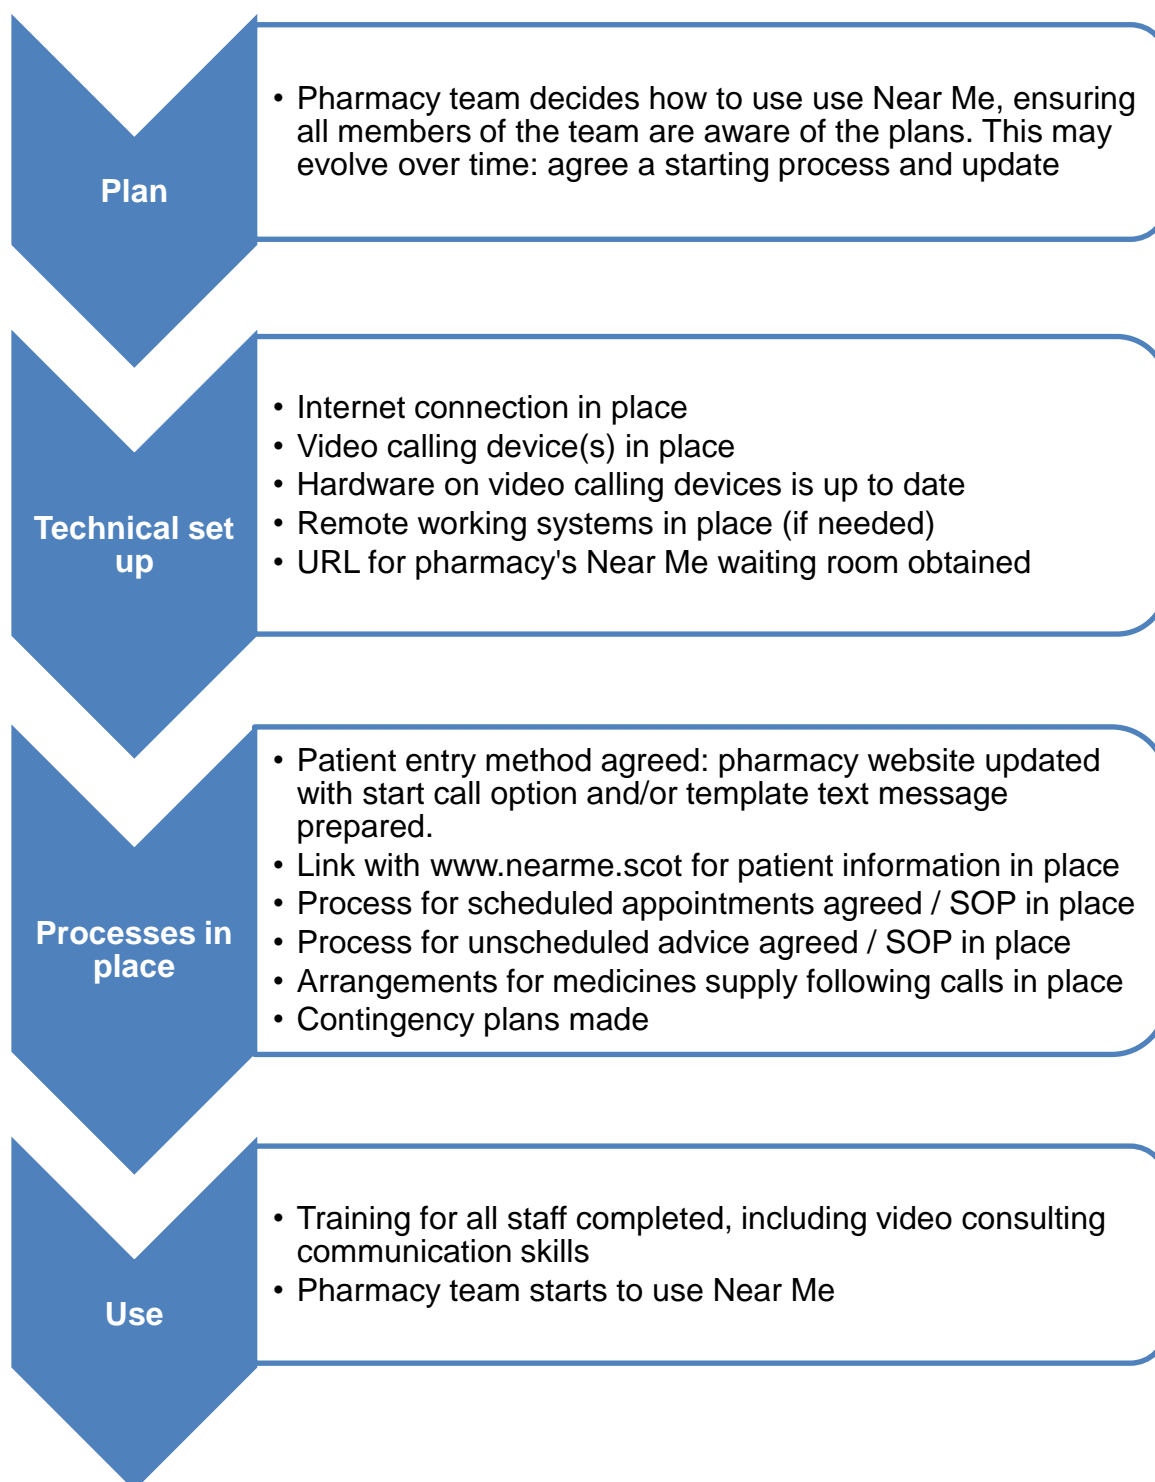 Plan
• Pharmacy team decides how to use use Near Me, ensuring
all members of the team are aware of the plans. This may
evolve over time: agree a starting process and update
Technical set
up
• Internet connection in place
• Video calling device(s) in place
• Hardware on video calling devices is up to date
• Remote working systems in place (if needed)
• URL for pharmacy's Near Me waiting room obtained
Processes in
place
• Patient entry method agreed: pharmacy website updated
with start call option and/or template text message
prepared.
• Link with www.nearme.scot for patient information in place
• Process for scheduled appointments agreed / SOP in place
• Process for unscheduled advice agreed / SOP in place
• Arrangements for medicines supply following calls in place
• Contingency plans made
Use
• Training for all staff completed, including video consulting
communication skills
• Pharmacy team starts to use Near Me